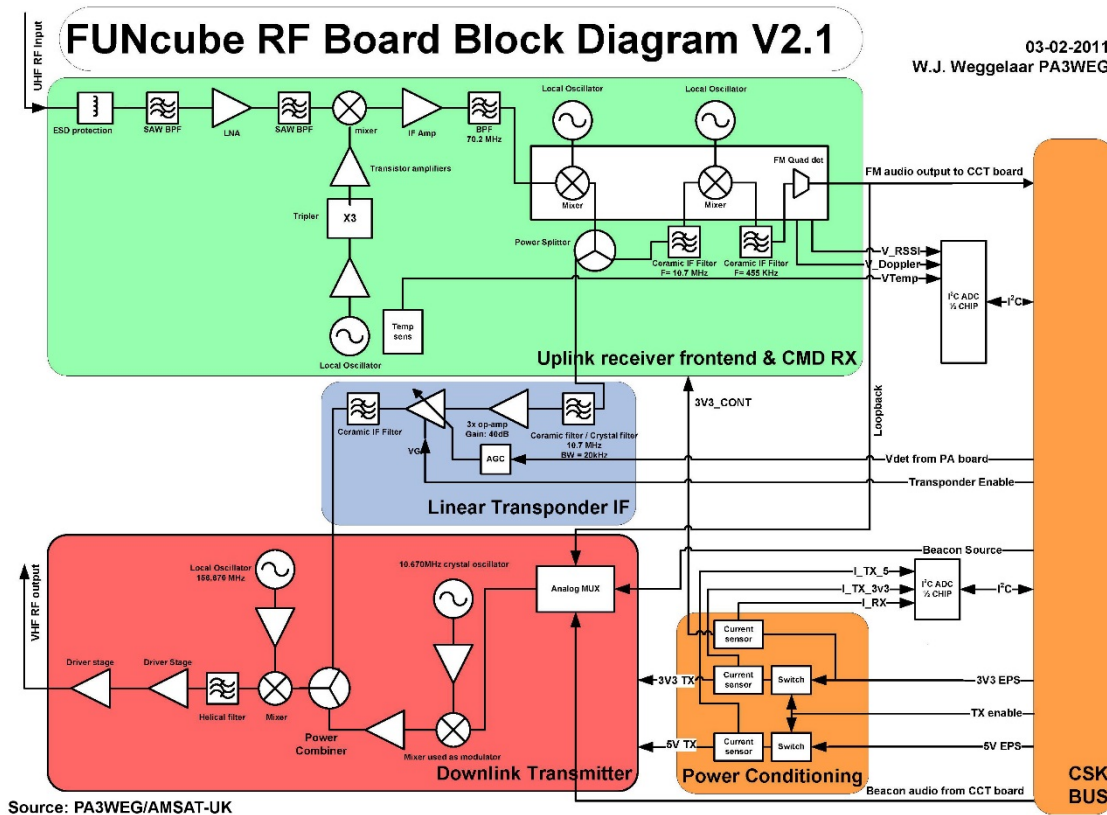 FUNcube RF Board Block Diagram V2.1
03-02-2011
W.J. Weggelaar PA3WEG
UHF RF Input
ESD protection
SAW BPF
LNA
SAW BPF
mixer
IF Amp
BPF
70.2 MHz
Local Oscillator
Local Oscillator
FM Quad det
Mixer
Mixer
FM audio output to CCT board
Transistor amplifiers
Tripler
X3
Power Splitter
Ceramic IF Filter
F= 10.7 MHz
Ceramic IF Filter
F= 455 KHz
V_RSSI
V_Doppler
VTemp
I²C ADC
½ CHIP
I²C
Temp
sens
Local Oscillator
Uplink receiver frontend & CMD RX
3V3_CONT
Loopback
Ceramic IF Filter
3x op-amp
Gain: 40dB
Ceramic filter / Crystal filter
10.7 MHz
BW = 20kHz
VG
AGC
Vdet from PA board
Transponder Enable
Linear Transponder IF
VHF RF output
Local Oscillator
156.670 MHz
10.670MHz crystal oscillator
Analog MUX
Beacon Source
I_TX_5
I_TX_3v3
I_RX
I²C ADC
½ CHIP
I²C
Driver stage
Driver Stage
Helical filter
Mixer
Power
Combiner
Mixer used as modulator
Downlink Transmitter
Current
sensor
3V3 TX
Current
sensor
Switch
3V3 EPS
TX enable
5V TX
Current
sensor
Switch
5V EPS
Power Conditioning
Beacon audio from CCT board
CSK
BUS
Source: PA3WEG/AMSAT-UK